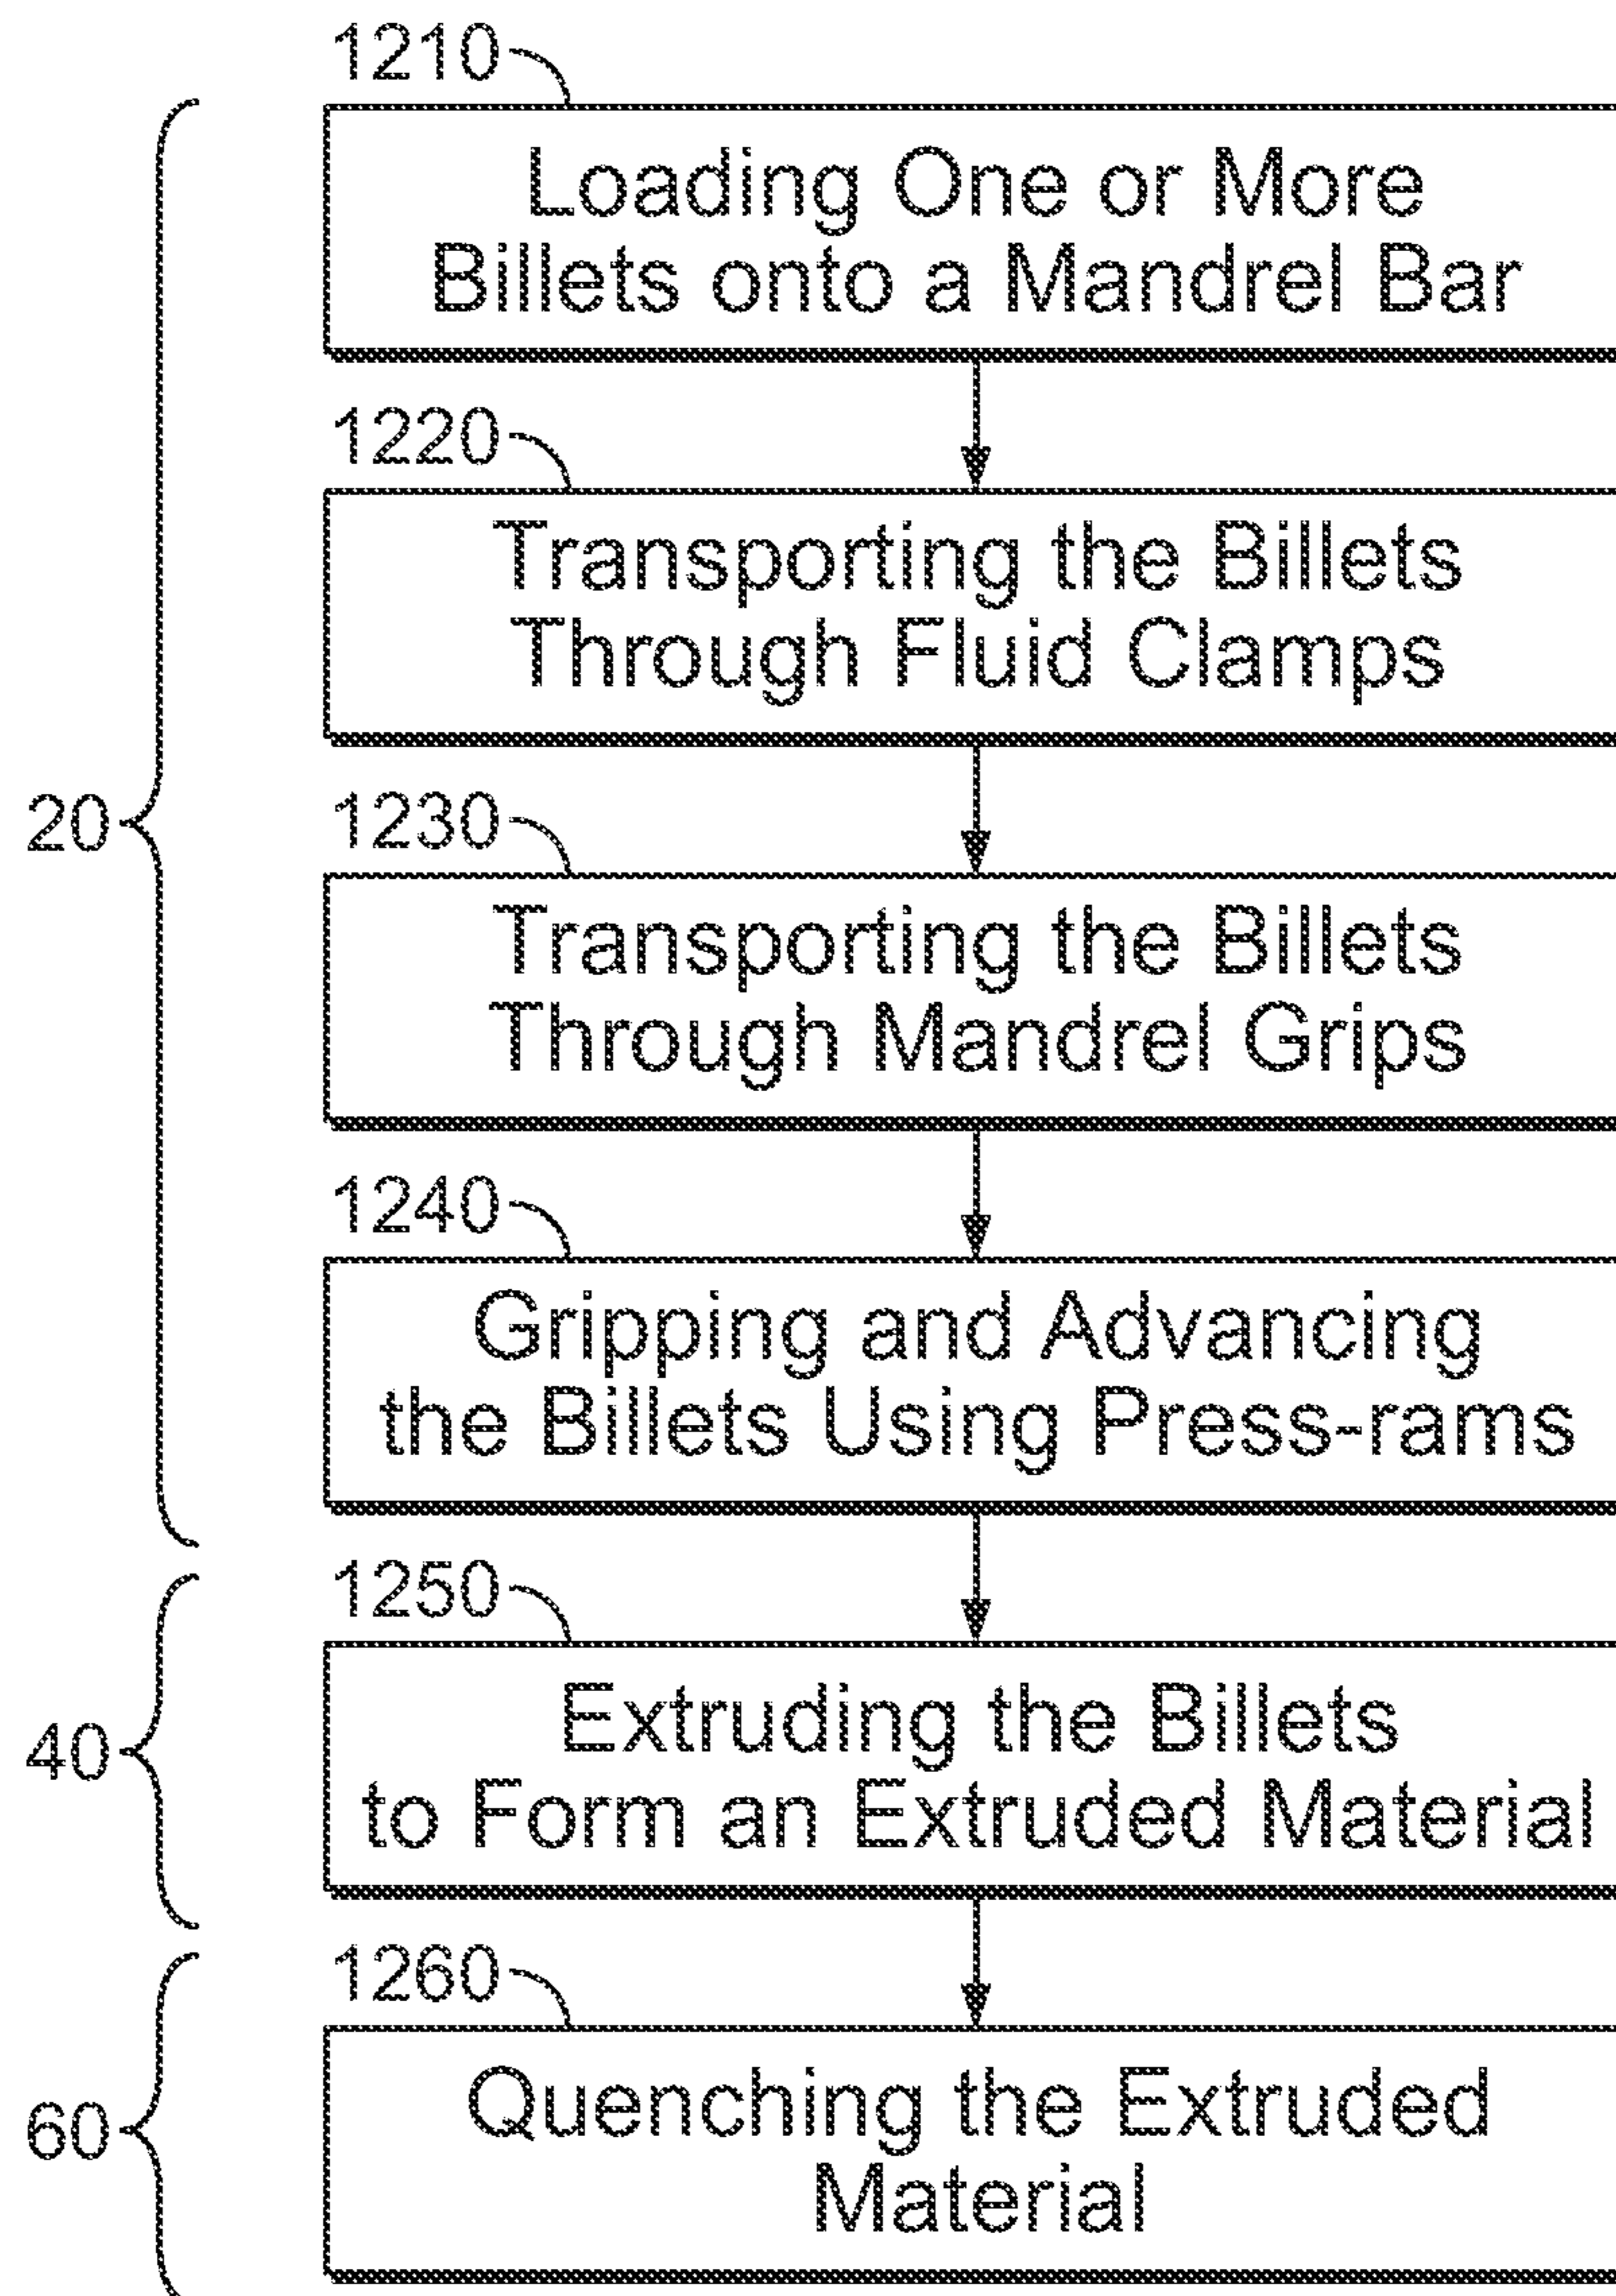 1210
Loading One or More
Billets onto a Mandrel Bar
1220
Transporting the Billets
Through Fluid Clamps
20
1230
Transporting the Billets
Through Mandrel Grips
1240
Gripping and Advancing
the Billets Using Press-rams
1250
Extruding the Billets
to Form an Extruded Material
40
1260
Quenching the Extruded
Material
60